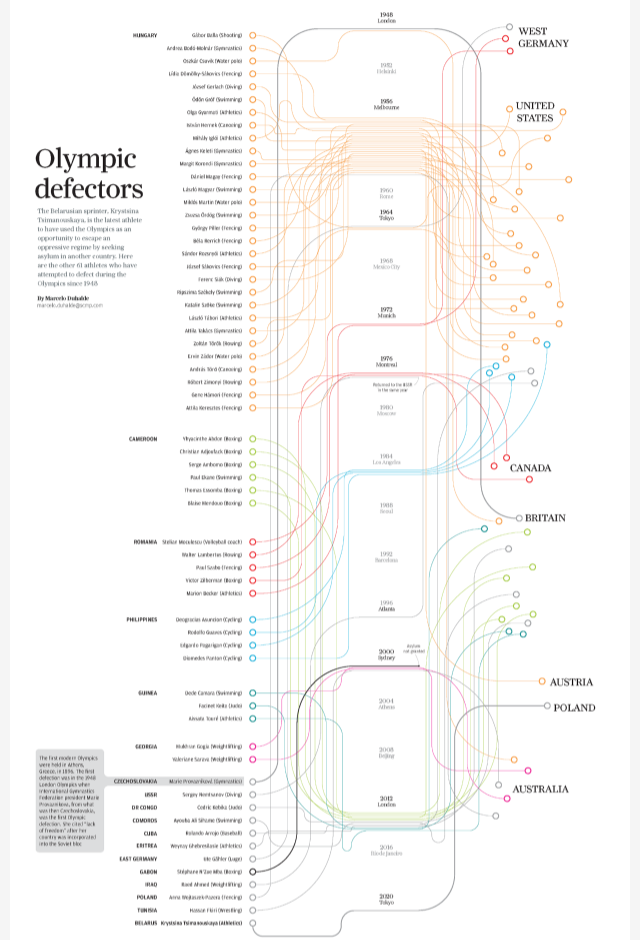 1948
London
HUNGARY
Gábor Balla (Shooting)
Andrea Bodó Molnár (Gymnastics)
Oszkár Csuvik (Water polo)
Lidia Dömölky-Sákovics (Fencing)
József Gerlach (Diving)
Ödön Gróf (Swimming)
Olga Gyarmati (Athletics)
István Hernek (Canoeing)
Mihály Iglói (Athletics)
Ágnes Keleti (Gymnastics)
Margit Korondi (Gymnastics)
Dániel Magay (Fencing)
László Magyar (Swimming)
Miklós Martin (Water polo)
Zsuzsa Ördög (Swimming)
György Piller (Fencing)
Béla Rerrich (Fencing)
Sándor Rozsnyói (Athletics)
József Sákovics (Fencing)
Ferenc Siák (Diving)
Katalin Szőke (Swimming)
László Tábori (Athletics)
Attila Takács (Gymnastics)
Zoltán Török (Rowing)
Ervin Zádor (Water polo)
András Törö (Canoeing)
Róbert Zimonyi (Rowing)
Jenö Hámori (Fencing)
Attila Keresztes (Fencing)
WEST
GERMANY
UNITED
STATES
1952
Helsinki
1956
Melbourne
1960
Rome
1964
Tokyo
1968
Mexico City
1972
Munich
1976
Montreal
Returned to the USSR
in the same year
1980
Moscow
1984
Los Angeles
1988
Seoul
1992
Barcelona
1996
Atlanta
2000
Sydney
Asylum
not granted
2004
Athens
2008
Beijing
2012
London
2016
Rio de Janeiro
2020
Tokyo
Olympic
defectors
The Belarusian sprinter, Krystsina
Tsimanouskaya, is the latest athlete
to have used the Olympics as an
opportunity to escape an
oppressive regime by seeking
asylum in another country. Here
are the other 61 athletes who have
attempted to defect during the
Olympics since 1948
By Marcelo Duhalde
marcelo.duhalde@scmp.com
CAMEROON
Yhyacinthe Abdon (Boxing)
Christian Adjoufack (Boxing)
Serge Ambomo (Boxing)
Paul Ekane (Swimming)
Thomas Essomba (Boxing)
Blaise Mendouo (Boxing)
ROMANIA
Stelian Moculescu (Volleyball coach)
Walter Lambertus (Rowing)
Paul Szabo (Fencing)
Victor Zilberman (Boxing)
Marion Becker (Athletics)
PHILIPPINES
Deogracias Asuncion (Cycling)
Rodolfo Guaves (Cycling)
Edgardo Pagarigan (Cycling)
Diomedes Panton (Cycling)
GUINEA
Dede Camara (Swimming)
Facinet Keita (Judo)
Aissata Touré (Athletics)
GEORGIA
Mukhran Gogia (Weightlifting)
Valeriane Sarava (Weightlifting)
CZECHOSLOVAKIA
Marie Provazníková (Gymnastics)
USSR
Sergey Nemtsanov (Diving)
DR CONGO
Cedric Kafuka (Judo)
COMOROS
Ayouba Ali Sihame (Swimming)
CUBA
Rolando Arrojo (Baseball)
ERITREA
Weynay Ghebresilasie (Athletics)
EAST GERMANY
Ute Gähler (Luge)
GABON
Stéphane N'Zue Mba (Boxing)
IRAQ
Raed Ahmed (Weightlifting)
POLAND
Anna Wojtaszek-Pazera (Fencing)
TUNISIA
Hassan Fkiri (Wrestling)
BELARUS
Krystsina Tsimanouskaya (Athletics)
The first modern Olympics
were held in Athens,
Greece, in 1896. The first
defection was in the 1948
London Olympics when
International Gymnastics
Federation president Marie
Provazníková, from what
was then Czechoslovakia,
was the first Olympic
defector. She cited "lack
of freedom" after her
country was incorporated
into the Soviet bloc
CANADA
BRITAIN
AUSTRIA
POLAND
AUSTRALIA